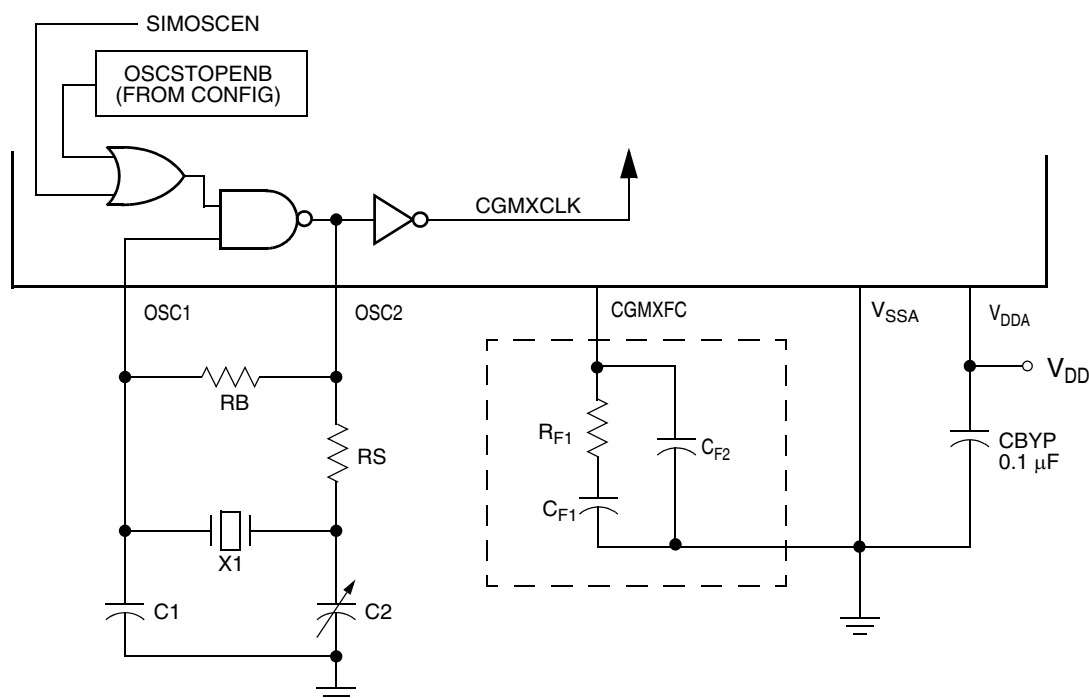 SIMOSCEN
OSCSTOPENB
(FROM CONFIG)
CGMXCLK
OSC1
OSC2
CGMXFC
VSSA
VDDA
VDD
RB
RS
RF1
CF2
CBYP
0.1 μF
CF1
X1
C1
C2